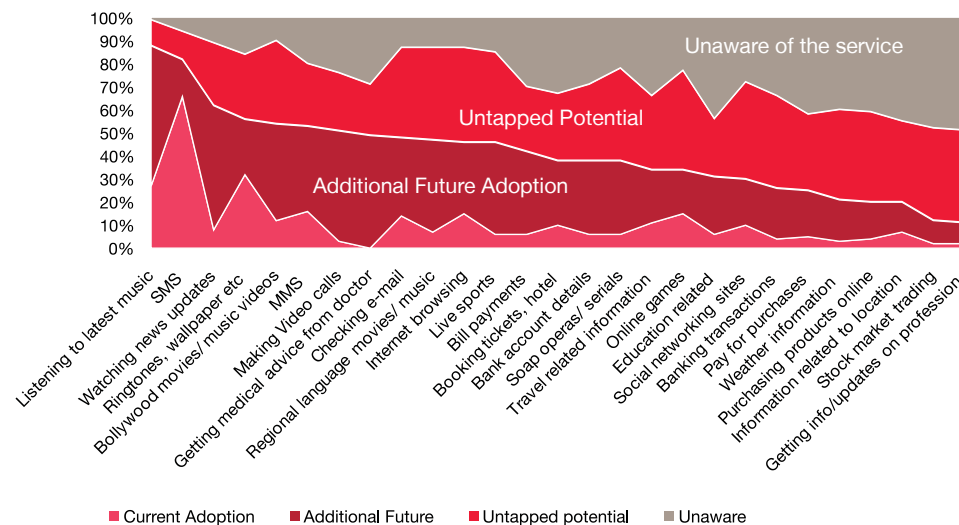 100%
90%
80%
70%
60%
50%
40%
30%
20%
10%
0%
Unaware of the service
Untapped Potential
Additional Future Adoption
Listening to latest music
SMS
Watching news updates
Ringtones, wallpaper etc
Bollywood movies/ music videos
MMS
Making Video calls
Getting medical advice from doctor
Checking e-mail
Regional language movies/ music
Internet browsing
Live sports
Bill payments
Booking tickets, hotel
Bank account details
Soap operas/ serials
Travel related information
Online games
Education related
Social networking sites
Banking transactions
Pay for purchases
Weather information
Purchasing products online
Information related to location
Stock market trading
Getting info/updates on profession
Current Adoption
Additional Future
Untapped potential
Unaware